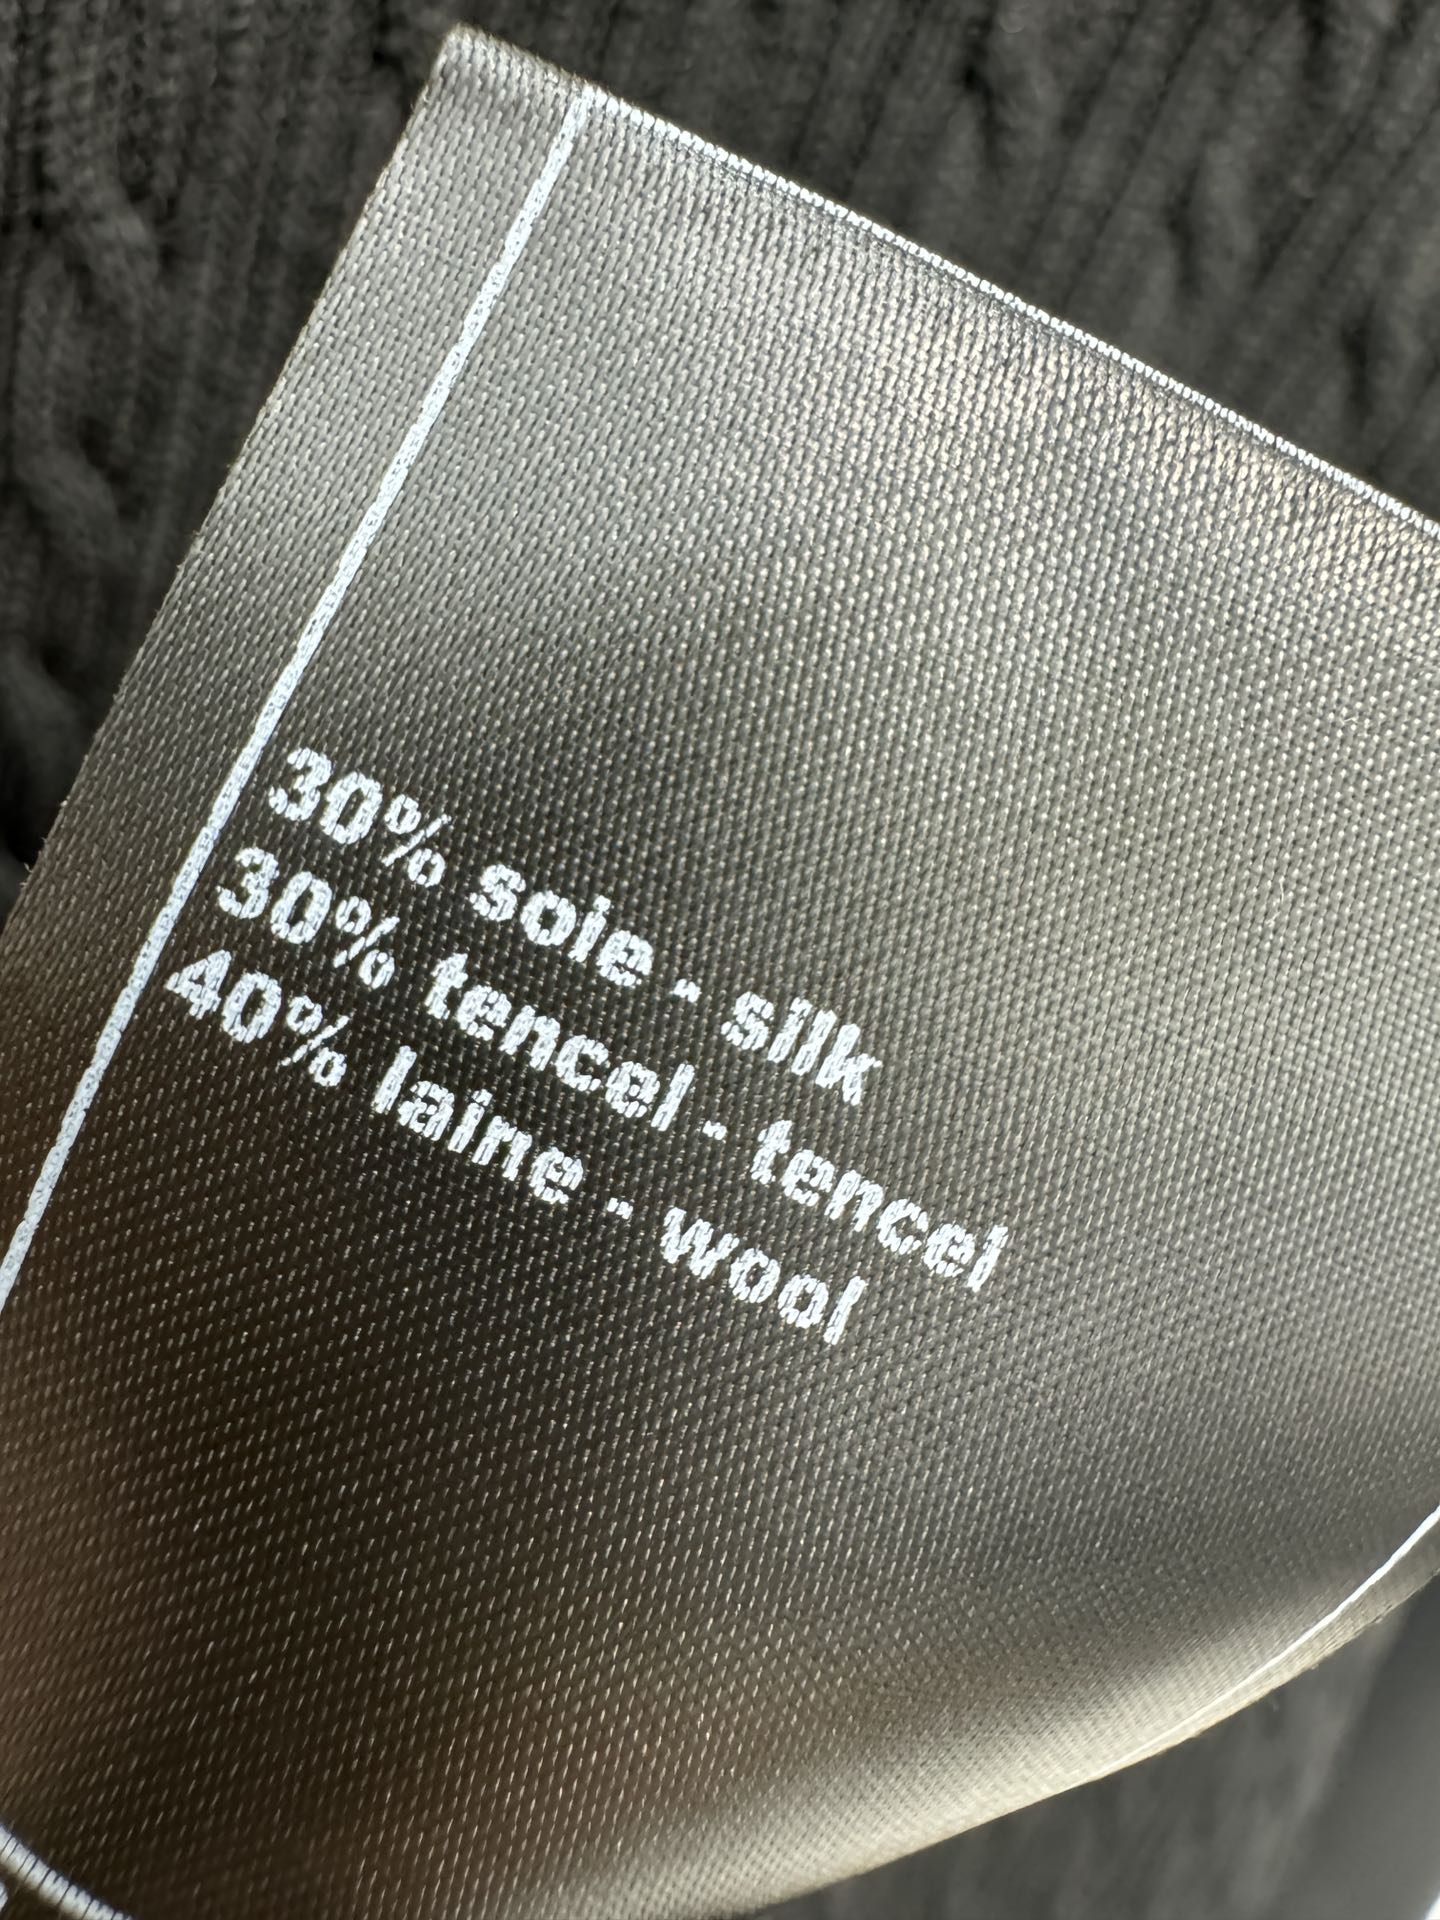 30% soie - silk
30% tencel - tencel
40% laine - wool